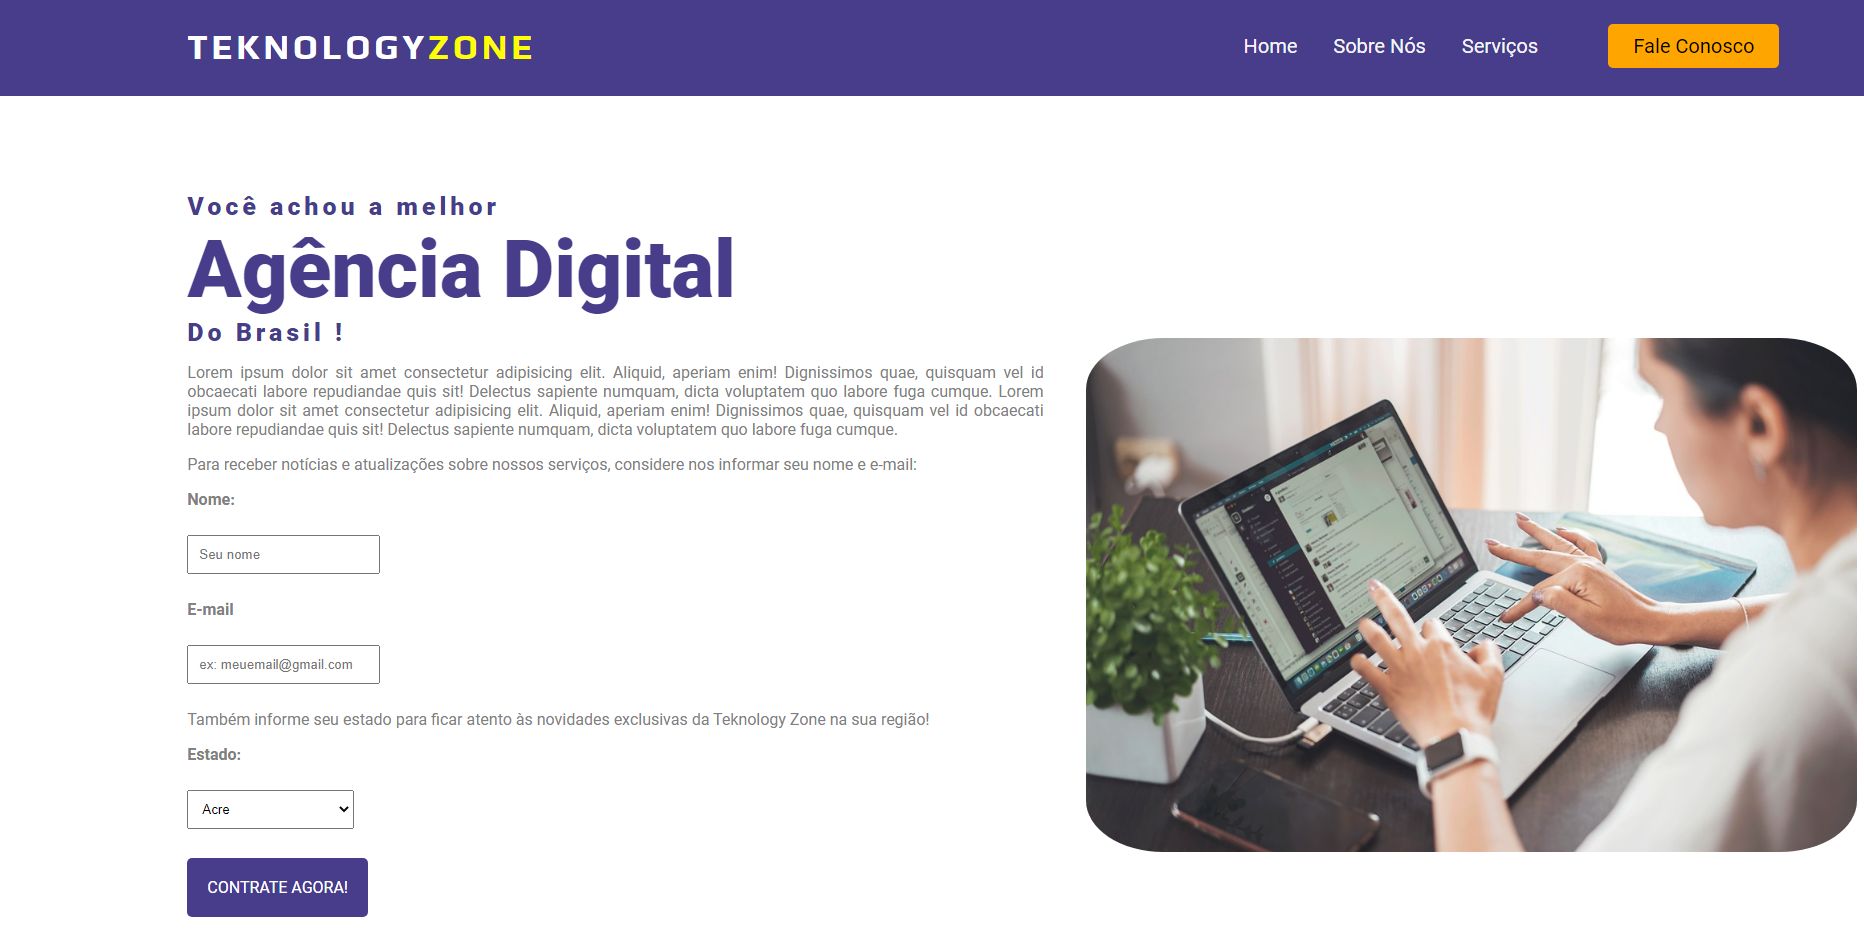 TEKNOLOGYZONE
Home
Sobre Nós
Serviços
Fale Conosco
Você achou a melhor
Agência Digital
Do Brasil !
Lorem ipsum dolor sit amet consectetur adipisicing elit. Aliquid, aperiam enim! Dignissimos quae, quisquam vel id
obcaecati labore repudiandae quis sit! Delectus sapiente numquam, dicta voluptatem quo labore fuga cumque. Lorem
ipsum dolor sit amet consectetur adipisicing elit. Aliquid, aperiam enim! Dignissimos quae, quisquam vel id obcaecati
labore repudiandae quis sit! Delectus sapiente numquam, dicta voluptatem quo labore fuga cumque.
Para receber notícias e atualizações sobre nossos serviços, considere nos informar seu nome e e-mail:
Nome:
Seu nome
E-mail
ex: meuemail@gmail.com
Também informe seu estado para ficar atento às novidades exclusivas da Teknology Zone na sua região!
Estado:
Acre
CONTRATE AGORA!